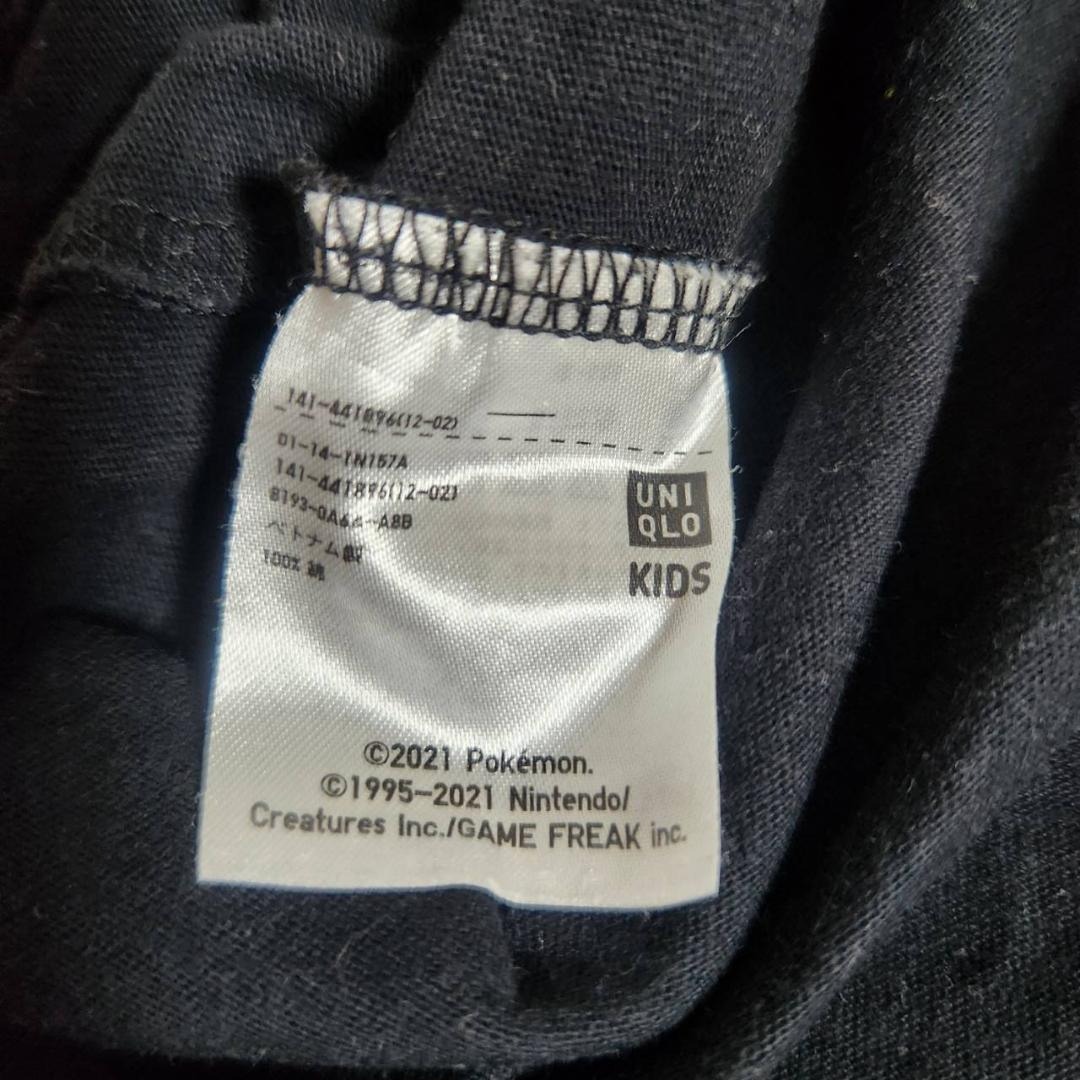 141-441896(12-02)
01-14-1N157A
141-441896(12-02)
ベトナム製
100% 綿
UNI
QLO
KIDS
©2021 Pokémon.
©1995–2021 Nintendo/
Creatures Inc./GAME FREAK inc.